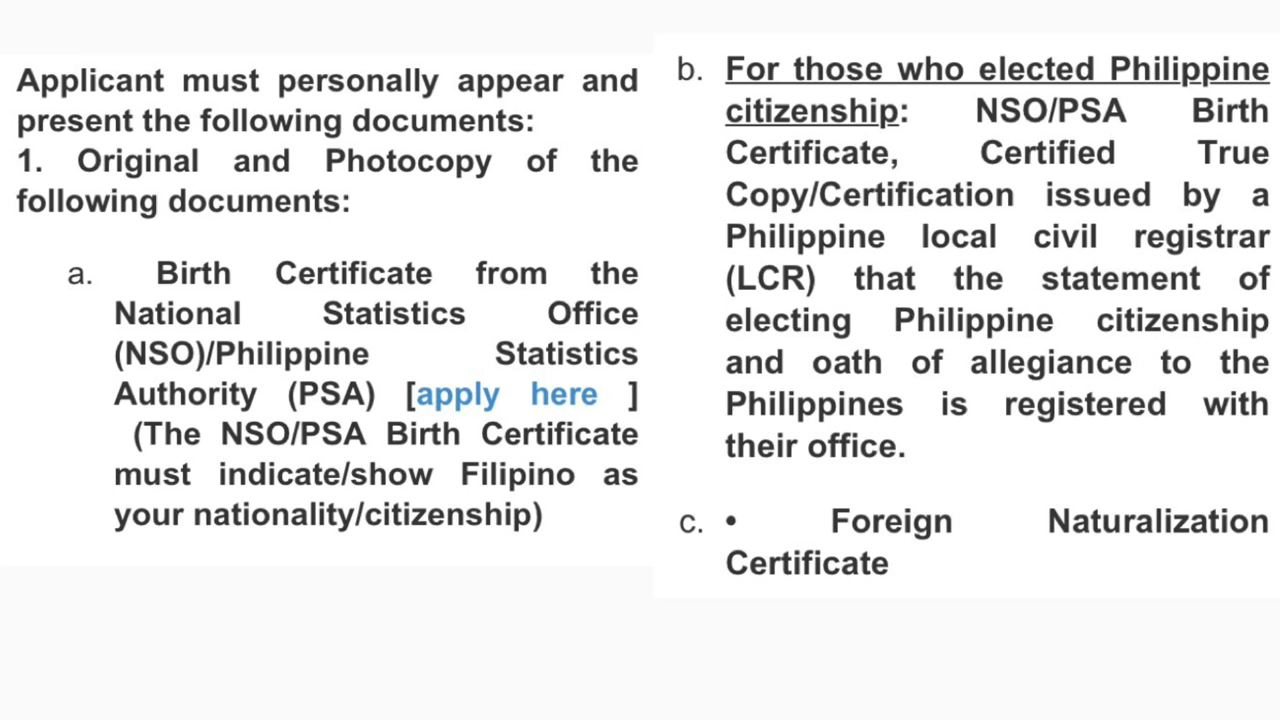 Applicant must personally appear and
present the following documents:
1. Original and Photocopy of the
following documents:
a. Birth Certificate from the
National Statistics Office
(NSO)/Philippine Statistics
Authority (PSA) [apply here ]
(The NSO/PSA Birth Certificate
must indicate/show Filipino as
your nationality/citizenship)
b. For those who elected Philippine
citizenship: NSO/PSA Birth
Certificate, Certified True
Copy/Certification issued by a
Philippine local civil registrar
(LCR) that the statement of
electing Philippine citizenship
and oath of allegiance to the
Philippines is registered with
their office.
c. • Foreign Naturalization
Certificate